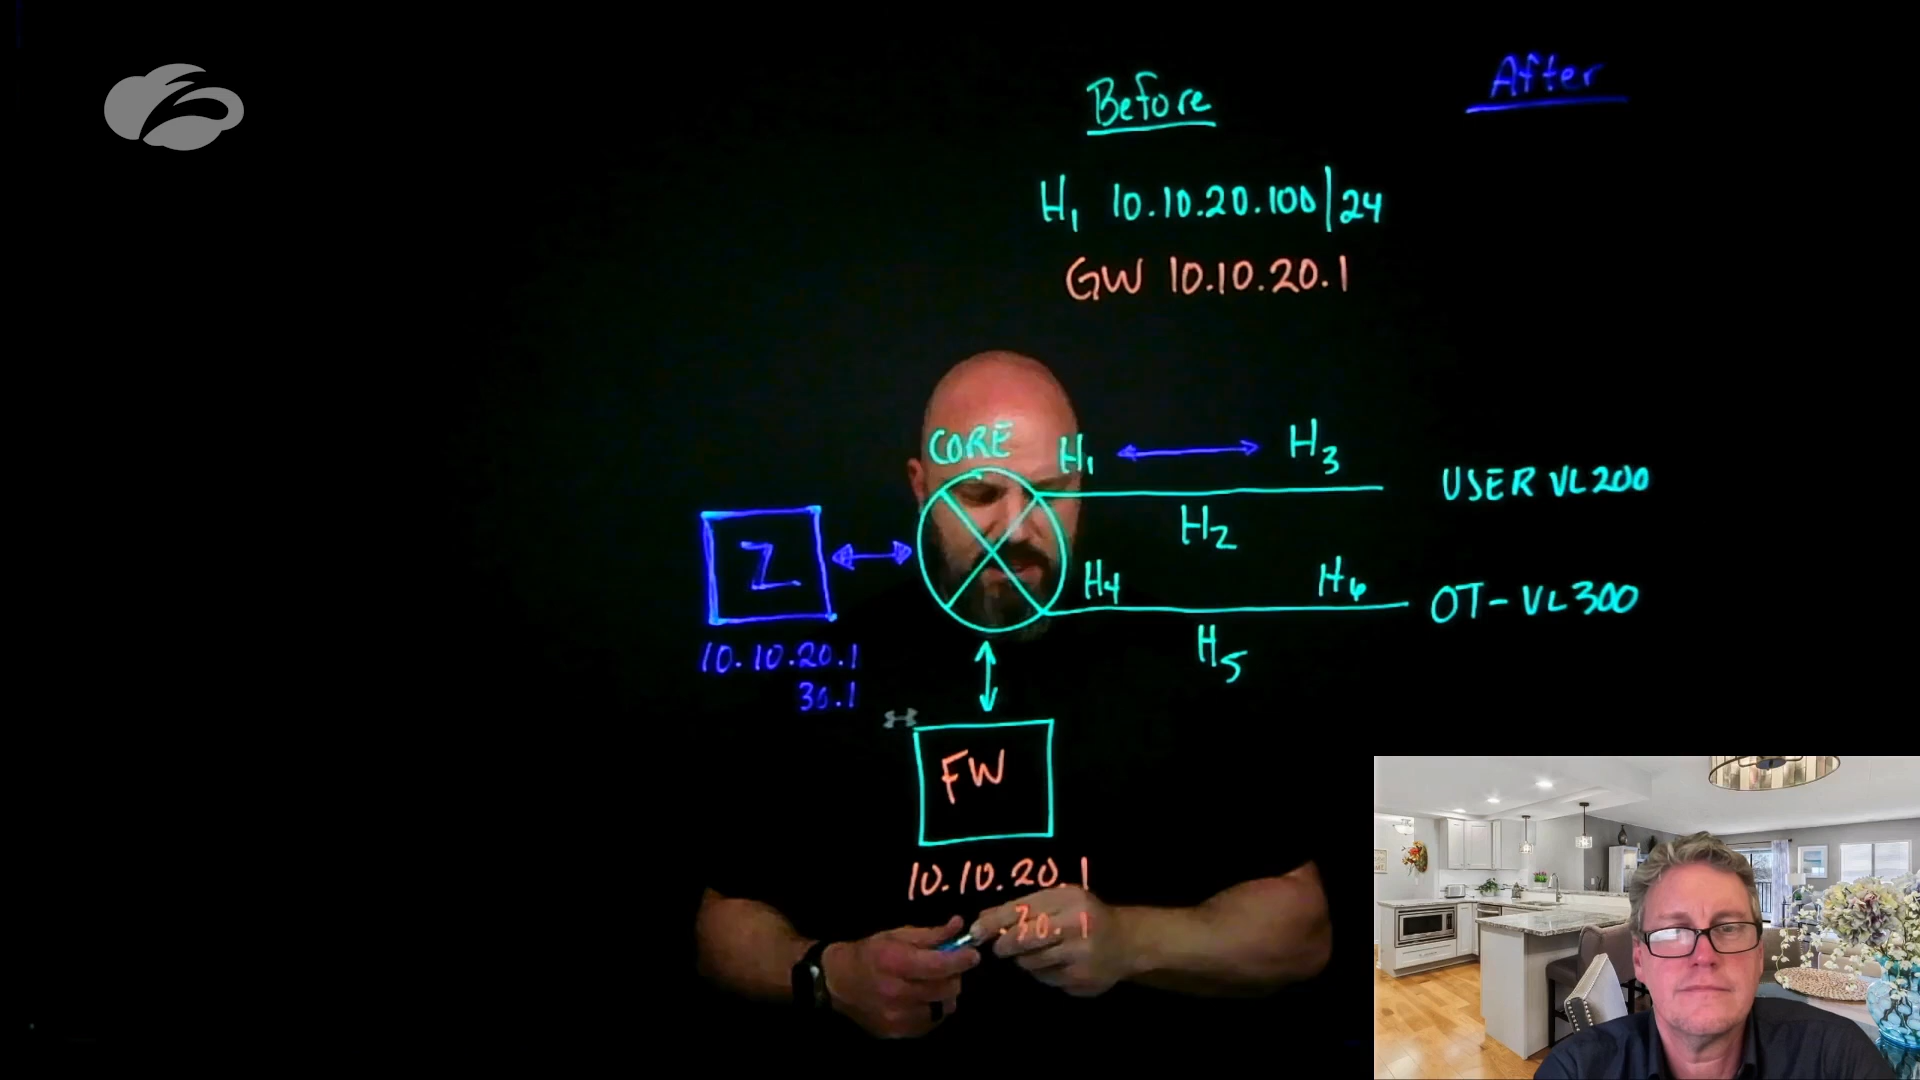 Before
After
H1 10.10.20.100/24
GW 10.10.20.1
CORE
H1
H3
USER VL200
H2
Z
H4
H6
OT-VL300
H5
10.10.20.1
30.1
FW
10.10.20.1
.30.1